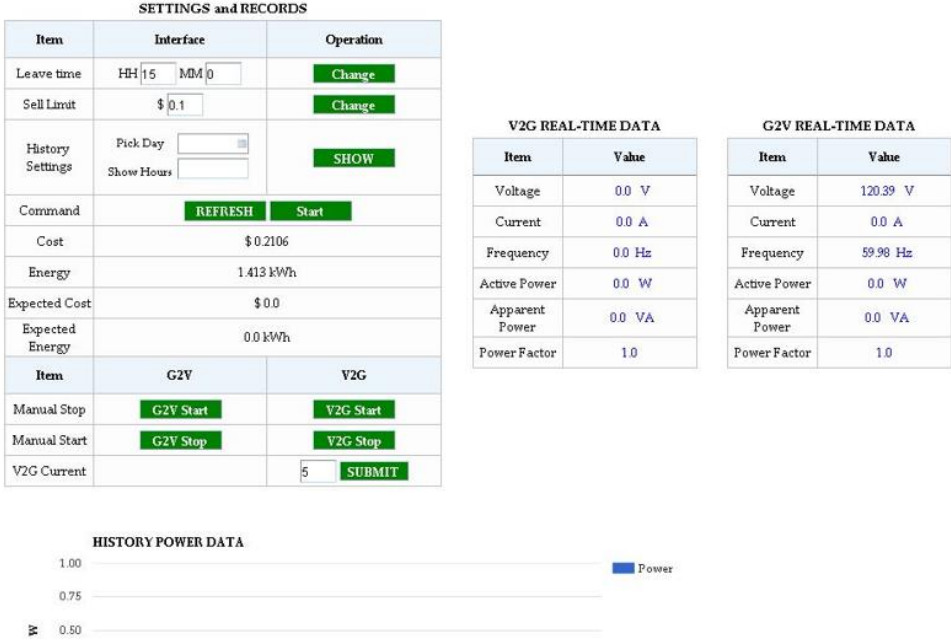 SETTINGS and RECORDS
Item Interface Operation
Leave time HH 15 MM 0 Change
Sell Limit $ 0.1 Change
History Settings Pick Day Show Hours SHOW
Command REFRESH Start
Cost $ 0.2106
Energy 1.413 kWh
Expected Cost $ 0.0
Expected Energy 0.0 kWh
Item G2V V2G
Manual Stop G2V Start V2G Start
Manual Start G2V Stop V2G Stop
V2G Current 5 SUBMIT
V2G REAL-TIME DATA
Item Value
Voltage 0.0 V
Current 0.0 A
Frequency 0.0 Hz
Active Power 0.0 W
Apparent Power 0.0 VA
Power Factor 1.0
G2V REAL-TIME DATA
Item Value
Voltage 120.39 V
Current 0.0 A
Frequency 59.98 Hz
Active Power 0.0 W
Apparent Power 0.0 VA
Power Factor 1.0
HISTORY POWER DATA
1.00
0.75
0.50
W
Power